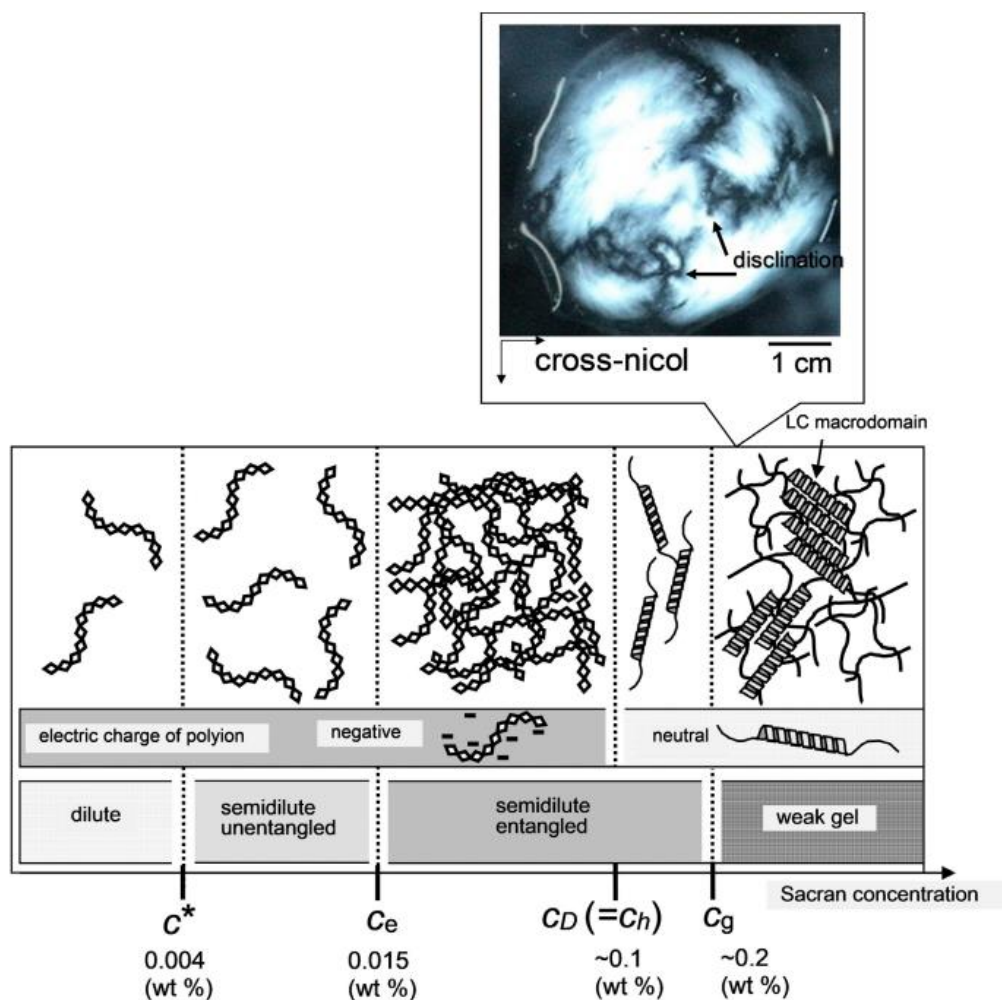 disclination
cross-nicol
1 cm
LC macrodomain
electric charge of polyion
negative
neutral
dilute
semidilute
unentangled
semidilute
entangled
weak gel
Sacran concentration
c*
ce
cD (=ch)
cg
0.004
(wt %)
0.015
(wt %)
~0.1
(wt %)
~0.2
(wt %)